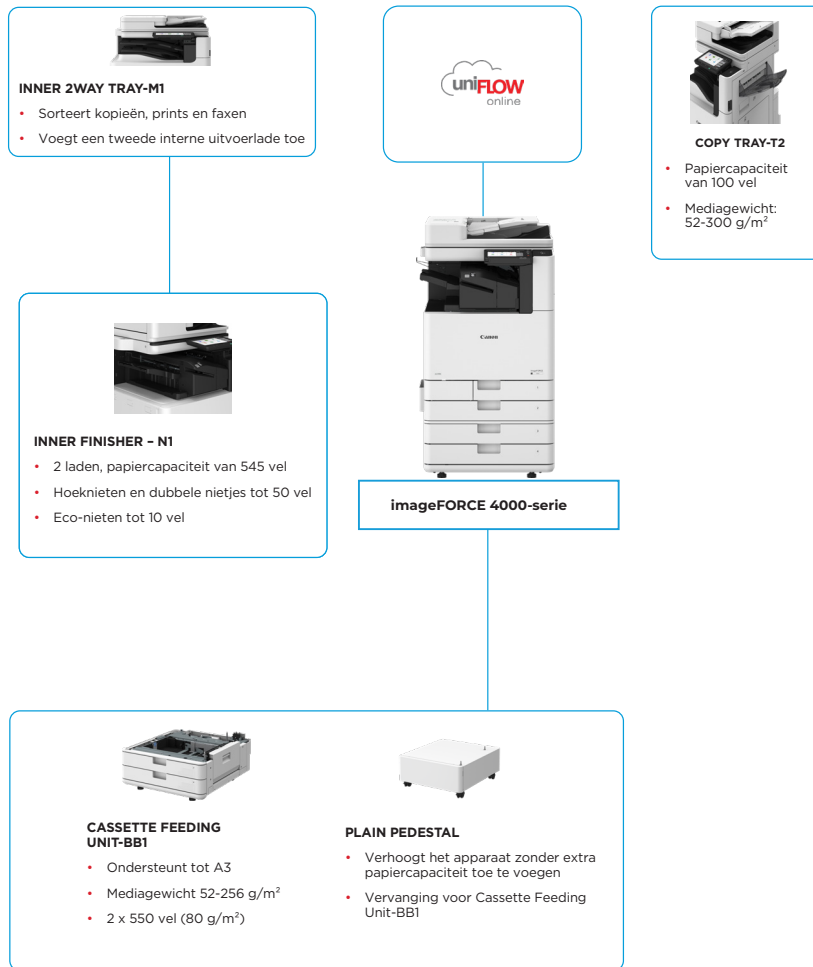 INNER 2WAY TRAY-M1
• Sorteert kopieën, prints en faxen
• Voegt een tweede interne uitvoerlade toe
uniFLOW
online
COPY TRAY-T2
• Papiercapaciteit
van 100 vel
• Mediagewicht:
52-300 g/m²
Canon
INNER FINISHER – N1
• 2 laden, papiercapaciteit van 545 vel
• Hoeknieten en dubbele nietjes tot 50 vel
• Eco-nieten tot 10 vel
imageFORCE 4000-serie
CASSETTE FEEDING
UNIT-BB1
• Ondersteunt tot A3
• Mediagewicht 52-256 g/m²
• 2 x 550 vel (80 g/m²)
PLAIN PEDESTAL
• Verhoogt het apparaat zonder extra
papiercapaciteit toe te voegen
• Vervanging voor Cassette Feeding
Unit-BB1